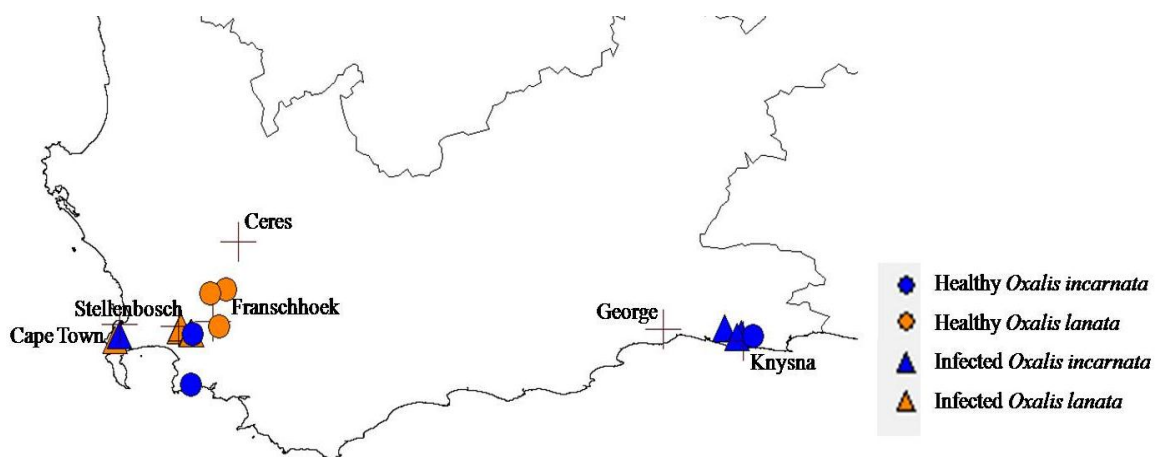 Ceres
Stellenbosch
Franschhoek
Cape Town
George
Knysna
Healthy Oxalis incarnata
Healthy Oxalis lanata
Infected Oxalis incarnata
Infected Oxalis lanata